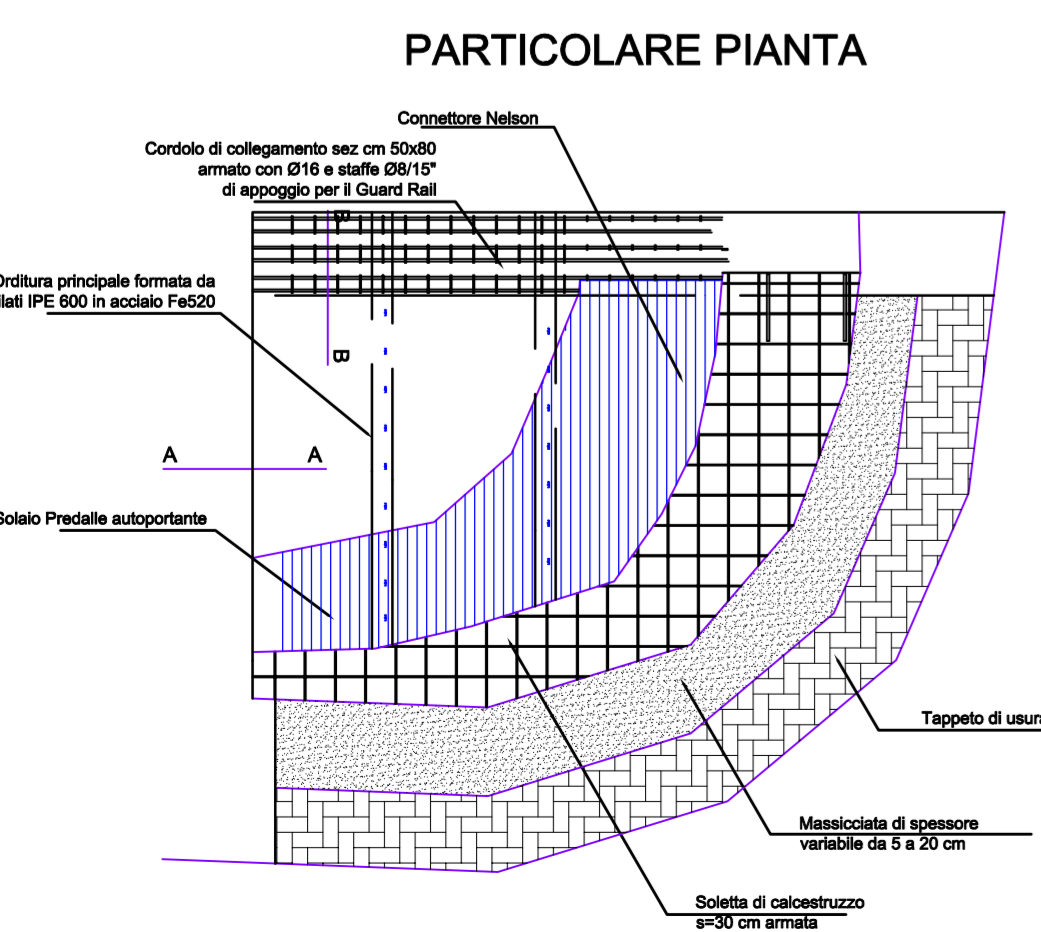 PARTICOLARE PIANTA
Connettore Nelson
Cordolo di collegamento sez cm 50x80
armato con Ø16 e staffe Ø8/15"
di appoggio per il Guard Rail
B
Orditura principale formata da
ilati IPE 600 in acciaio Fe520
B
A A
Solaio Predalle autoportante
Tappeto di usura
Massicciata di spessore
variabile da 5 a 20 cm
Soletta di calcestruzzo
s=30 cm armata